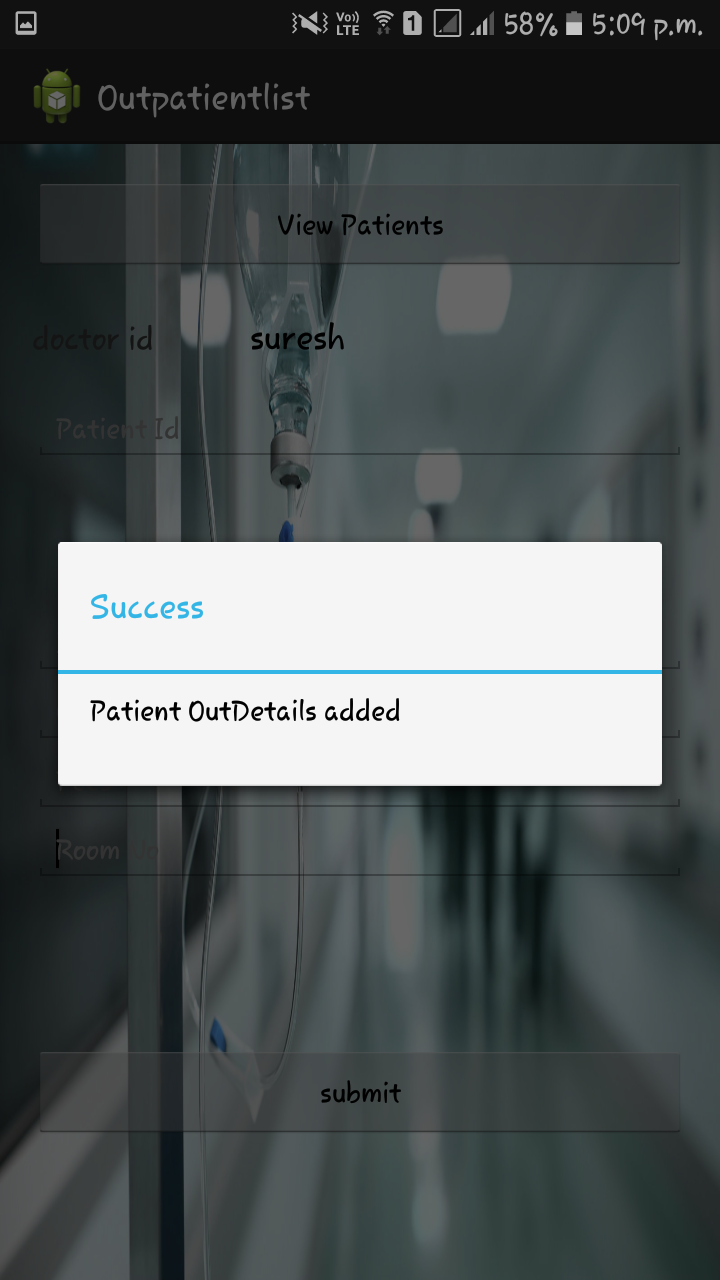 Vo)) LTE 1 58% 5:09 p.m.
Outpatientlist
View Patients
doctor id suresh
Patient Id
Success
Patient OutDetails added
Room No
submit